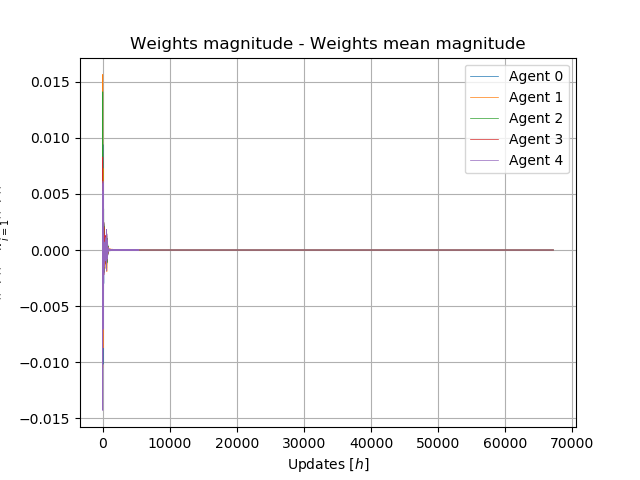 Weights magnitude - Weights mean magnitude
Agent 0
Agent 1
Agent 2
Agent 3
Agent 4
0.015
0.010
0.005
0.000
−0.005
−0.010
−0.015
0
10000
20000
30000
40000
50000
60000
70000
Updates [h]